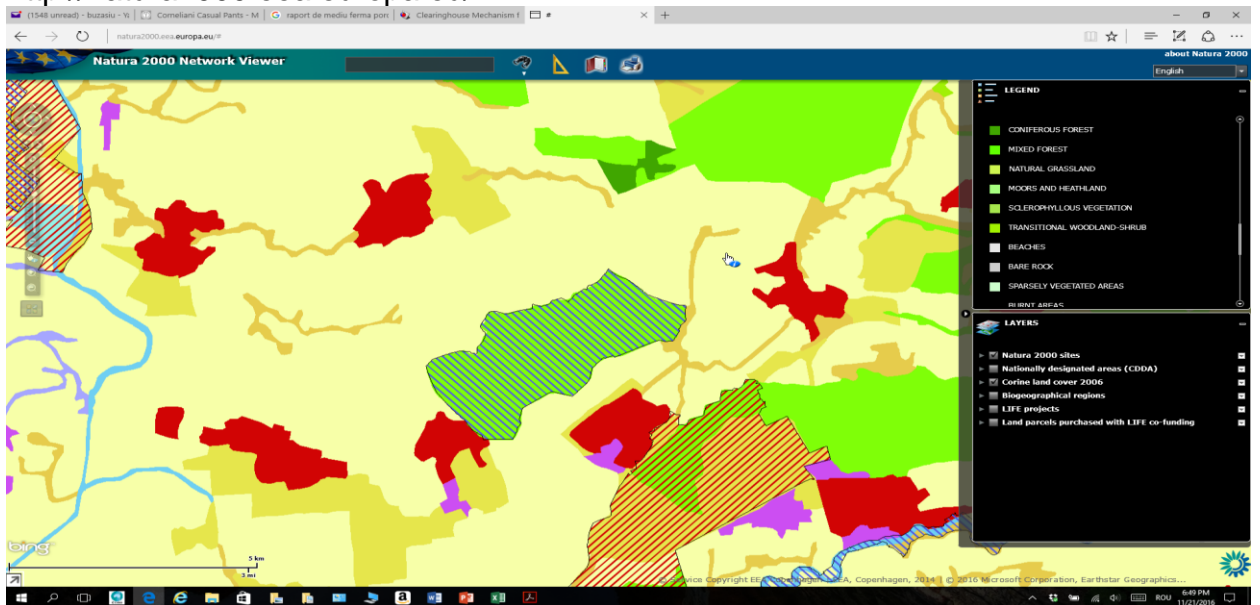 (1548 unread) - buzasiu - Ya
Corneliani Casual Pants - M
raport de mediu ferma porc
Clearinghouse Mechanism f
#
natura2000.eea.europa.eu/#
about Natura 2000
Natura 2000 Network Viewer
English
LEGEND
CONIFEROUS FOREST
MIXED FOREST
NATURAL GRASSLAND
MOORS AND HEATHLAND
SCLEROPHYLLOUS VEGETATION
TRANSITIONAL WOODLAND-SHRUB
BEACHES
BARE ROCK
SPARSELY VEGETATED AREAS
BURNT AREAS
LAYERS
Natura 2000 sites
Nationally designated areas (CDDA)
Corine land cover 2006
Biogeographical regions
LIFE projects
Land parcels purchased with LIFE co-funding
bing
5 km
3 mi
Service Copyright EEA, Copenhagen, 2014 | © 2016 Microsoft Corporation, Earthstar Geographics...
ROU
6:49 PM
11/21/2016